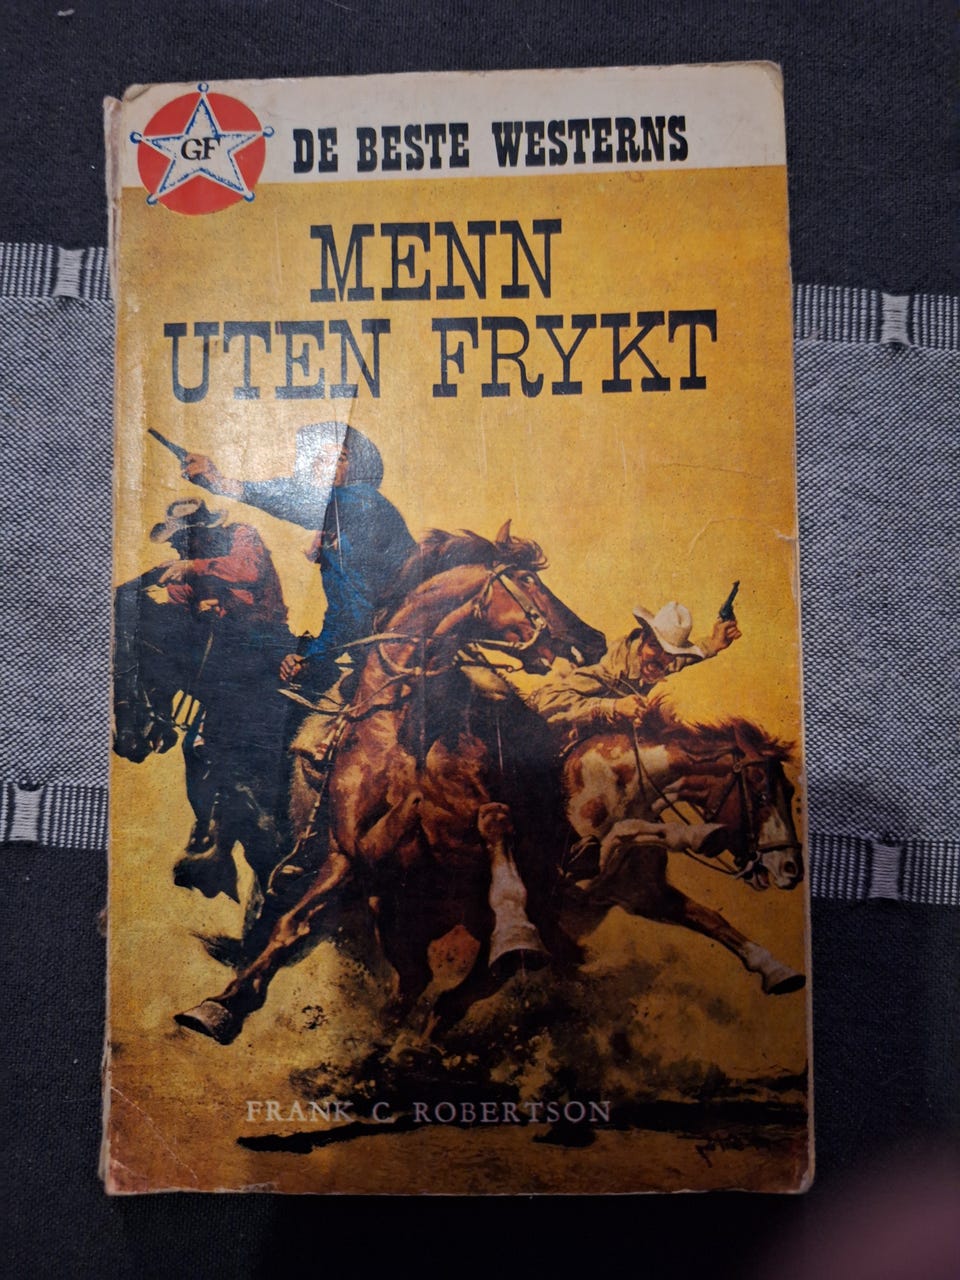 GF
DE BESTE WESTERNS
MENN
UTEN FRYKT
FRANK C ROBERTSON